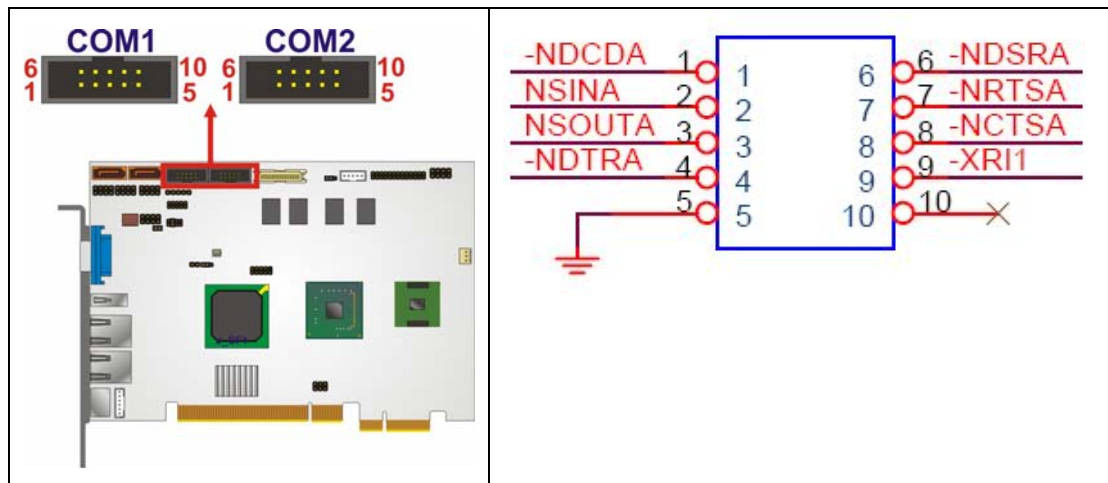 COM1 COM2
6 10 6 10
1 5 1 5
-NDCDA 1 1 6 6 -NDSRA
NSINA 2 2 7 7 -NRTSA
NSOUTA 3 3 8 8 -NCTSA
-NDTRA 4 4 9 9 -XRI1
5 5 10 10